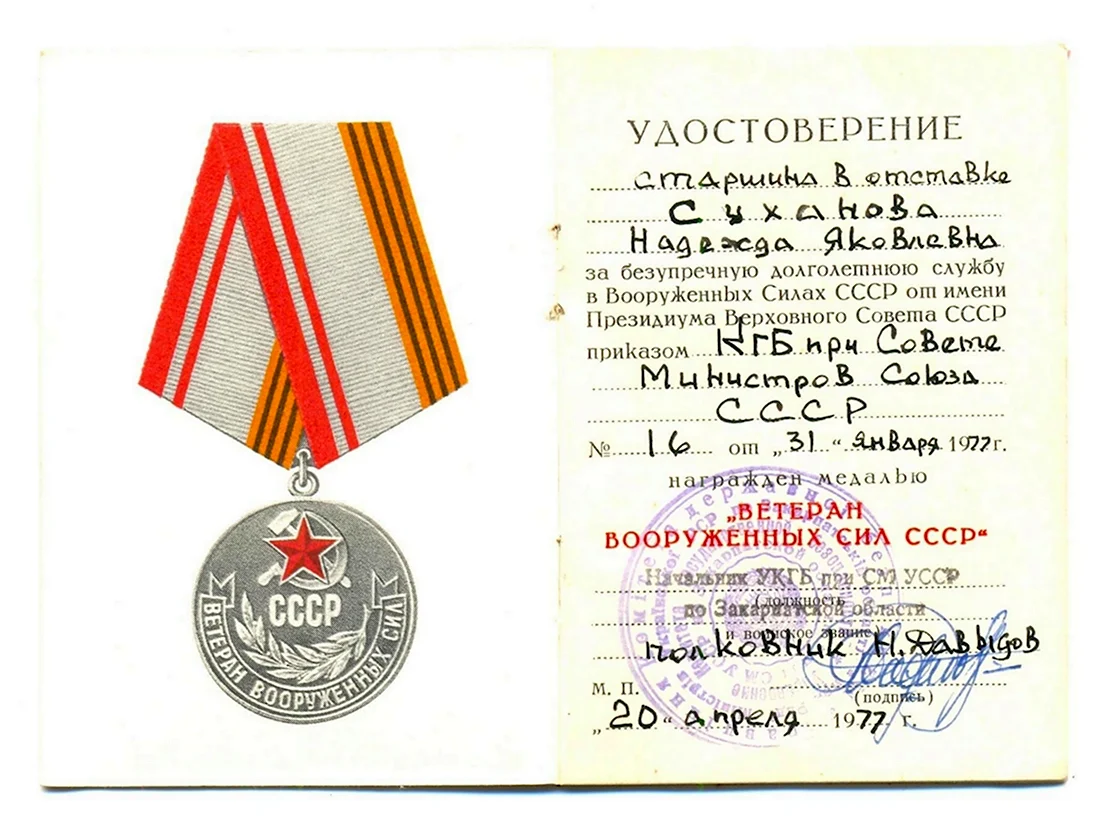 СССР
ВЕТЕРАН ВООРУЖЕННЫХ СИЛ
УДОСТОВЕРЕНИЕ
старшина в отставке
Суханова
Надежда Яковлевна
за безупречную долголетнюю службу
в Вооруженных Силах СССР от имени
Президиума Верховного Совета СССР
приказом КГБ при Совете
Министров Союза
СССР
№ 16 от „31“ января 1977 г.
награжден медалью
„ВЕТЕРАН
ВООРУЖЕННЫХ СИЛ СССР“
Начальник УКГБ при СМ УССР
(должность
по Закарпатской области
и воинское звание)
полковник Н. Давыдов
М. П.
(подпись)
„20“ апреля 1977 г.